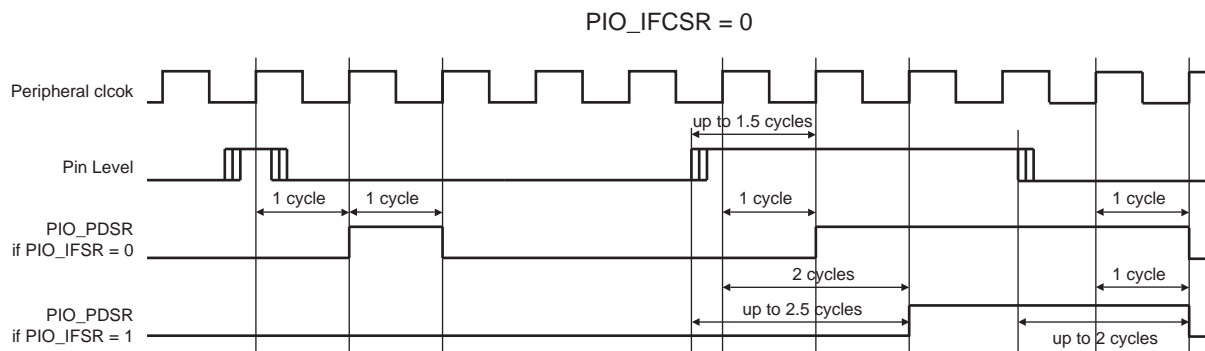 PIO_IFCSR = 0
Peripheral clcok
up to 1.5 cycles
Pin Level
1 cycle
1 cycle
1 cycle
1 cycle
PIO_PDSR
if PIO_IFSR = 0
2 cycles
1 cycle
PIO_PDSR
if PIO_IFSR = 1
up to 2.5 cycles
up to 2 cycles